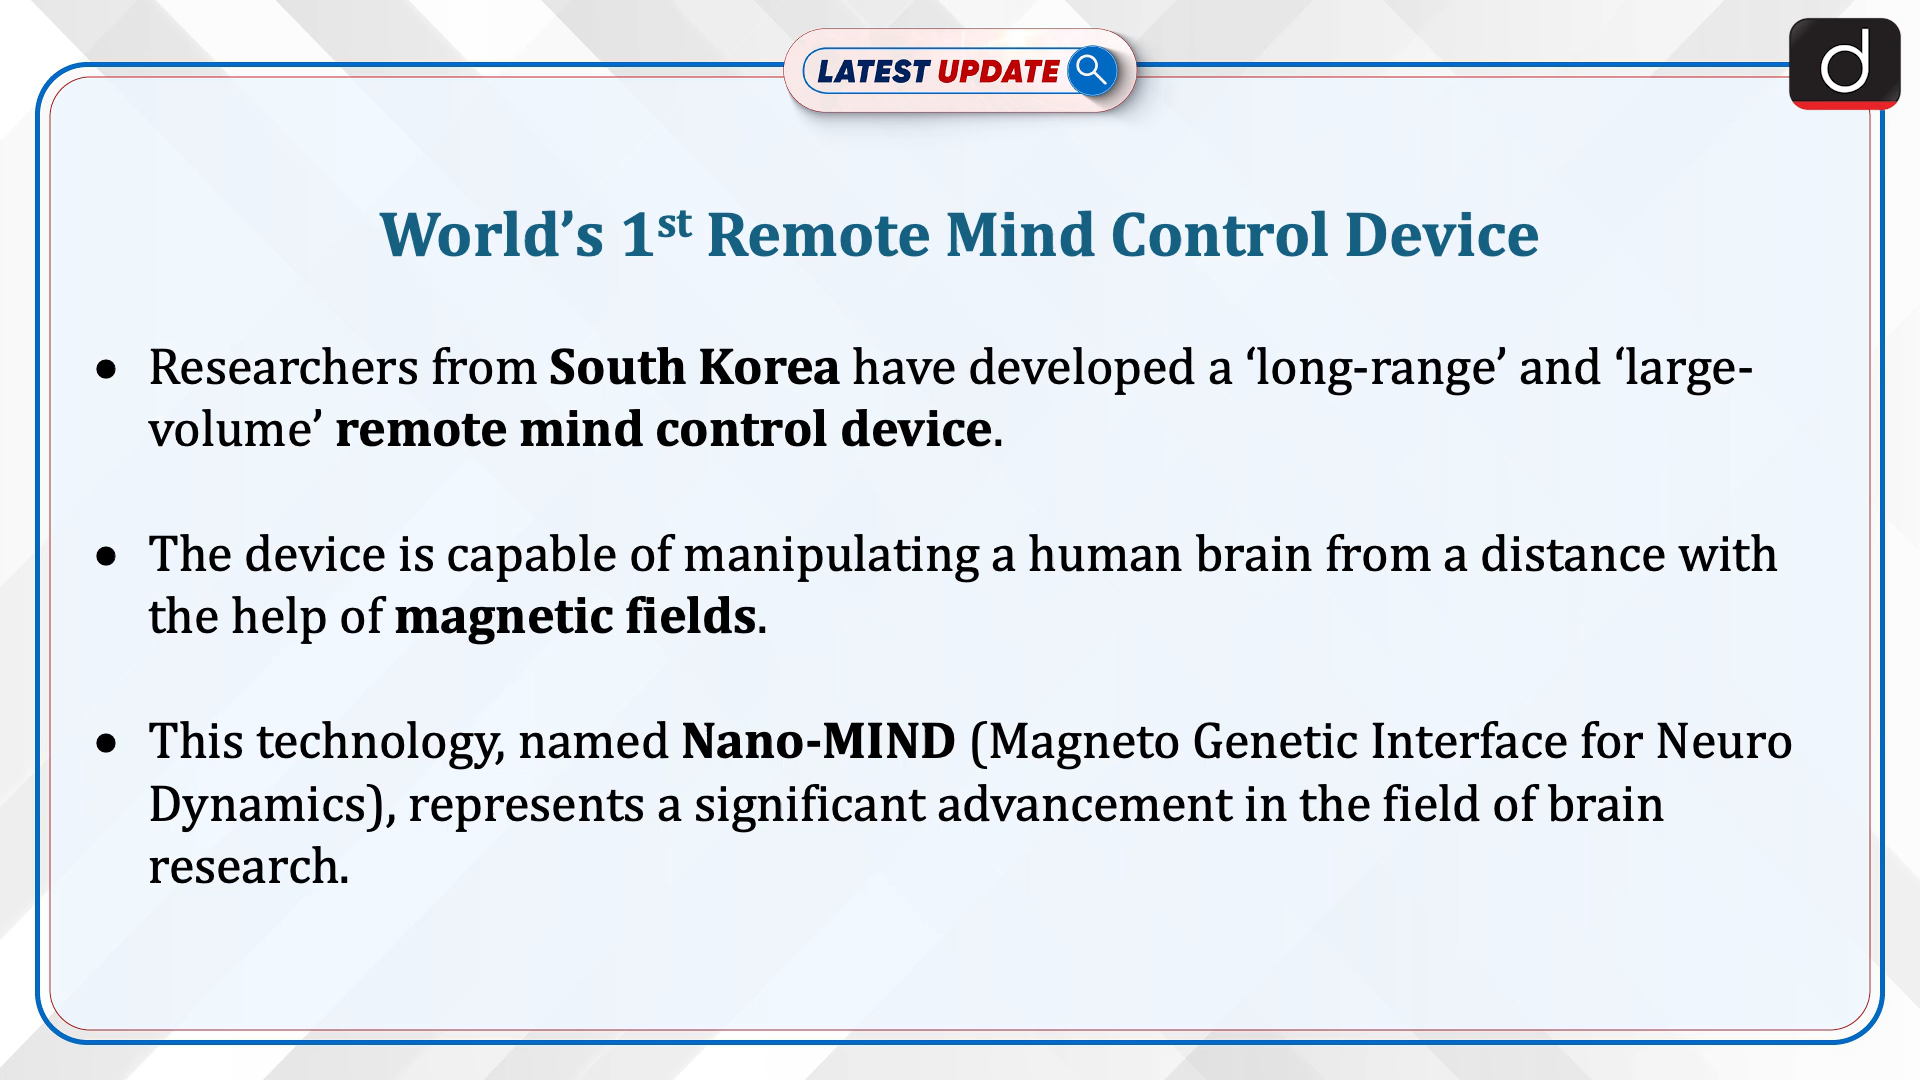 LATEST UPDATE
d
World’s 1st Remote Mind Control Device
• Researchers from South Korea have developed a ‘long-range’ and ‘large-
volume’ remote mind control device.
• The device is capable of manipulating a human brain from a distance with
the help of magnetic fields.
• This technology, named Nano-MIND (Magneto Genetic Interface for Neuro
Dynamics), represents a significant advancement in the field of brain
research.